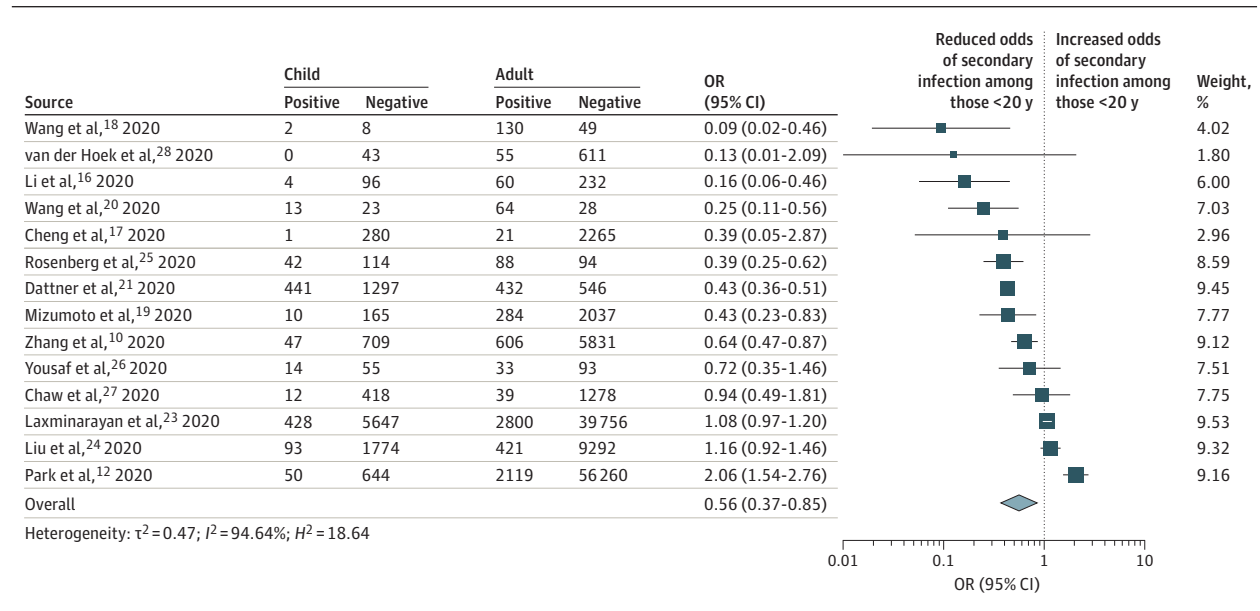 Reduced odds of secondary infection among those <20 y
Increased odds of secondary infection among those <20 y
Child
Adult
OR (95% CI)
Weight, %
Source Positive Negative Positive Negative
Wang et al,18 2020 2 8 130 49 0.09 (0.02-0.46) 4.02
van der Hoek et al,28 2020 0 43 55 611 0.13 (0.01-2.09) 1.80
Li et al,16 2020 4 96 60 232 0.16 (0.06-0.46) 6.00
Wang et al,20 2020 13 23 64 28 0.25 (0.11-0.56) 7.03
Cheng et al,17 2020 1 280 21 2265 0.39 (0.05-2.87) 2.96
Rosenberg et al,25 2020 42 114 88 94 0.39 (0.25-0.62) 8.59
Dattner et al,21 2020 441 1297 432 546 0.43 (0.36-0.51) 9.45
Mizumoto et al,19 2020 10 165 284 2037 0.43 (0.23-0.83) 7.77
Zhang et al,10 2020 47 709 606 5831 0.64 (0.47-0.87) 9.12
Yousaf et al,26 2020 14 55 33 93 0.72 (0.35-1.46) 7.51
Chaw et al,27 2020 12 418 39 1278 0.94 (0.49-1.81) 7.75
Laxminarayan et al,23 2020 428 5647 2800 39756 1.08 (0.97-1.20) 9.53
Liu et al,24 2020 93 1774 421 9292 1.16 (0.92-1.46) 9.32
Park et al,12 2020 50 644 2119 56260 2.06 (1.54-2.76) 9.16
Overall 0.56 (0.37-0.85)
Heterogeneity: τ2=0.47; I2=94.64%; H2=18.64
0.01 0.1 1 10
OR (95% CI)